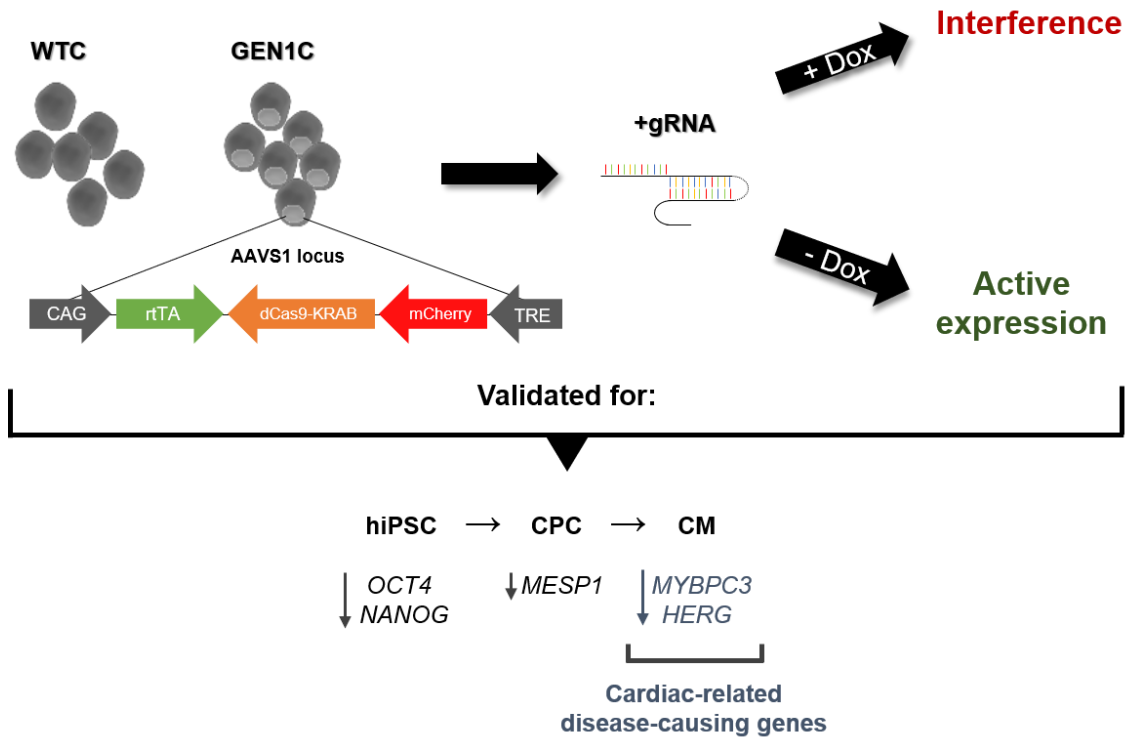 Interference
WTC
GEN1C
+ Dox
+gRNA
AAVS1 locus
- Dox
CAG
rtTA
dCas9-KRAB
mCherry
TRE
Active
expression
Validated for:
hiPSC → CPC → CM
↓ OCT4
NANOG
↓ MESP1
↓ MYBPC3
HERG
Cardiac-related
disease-causing genes